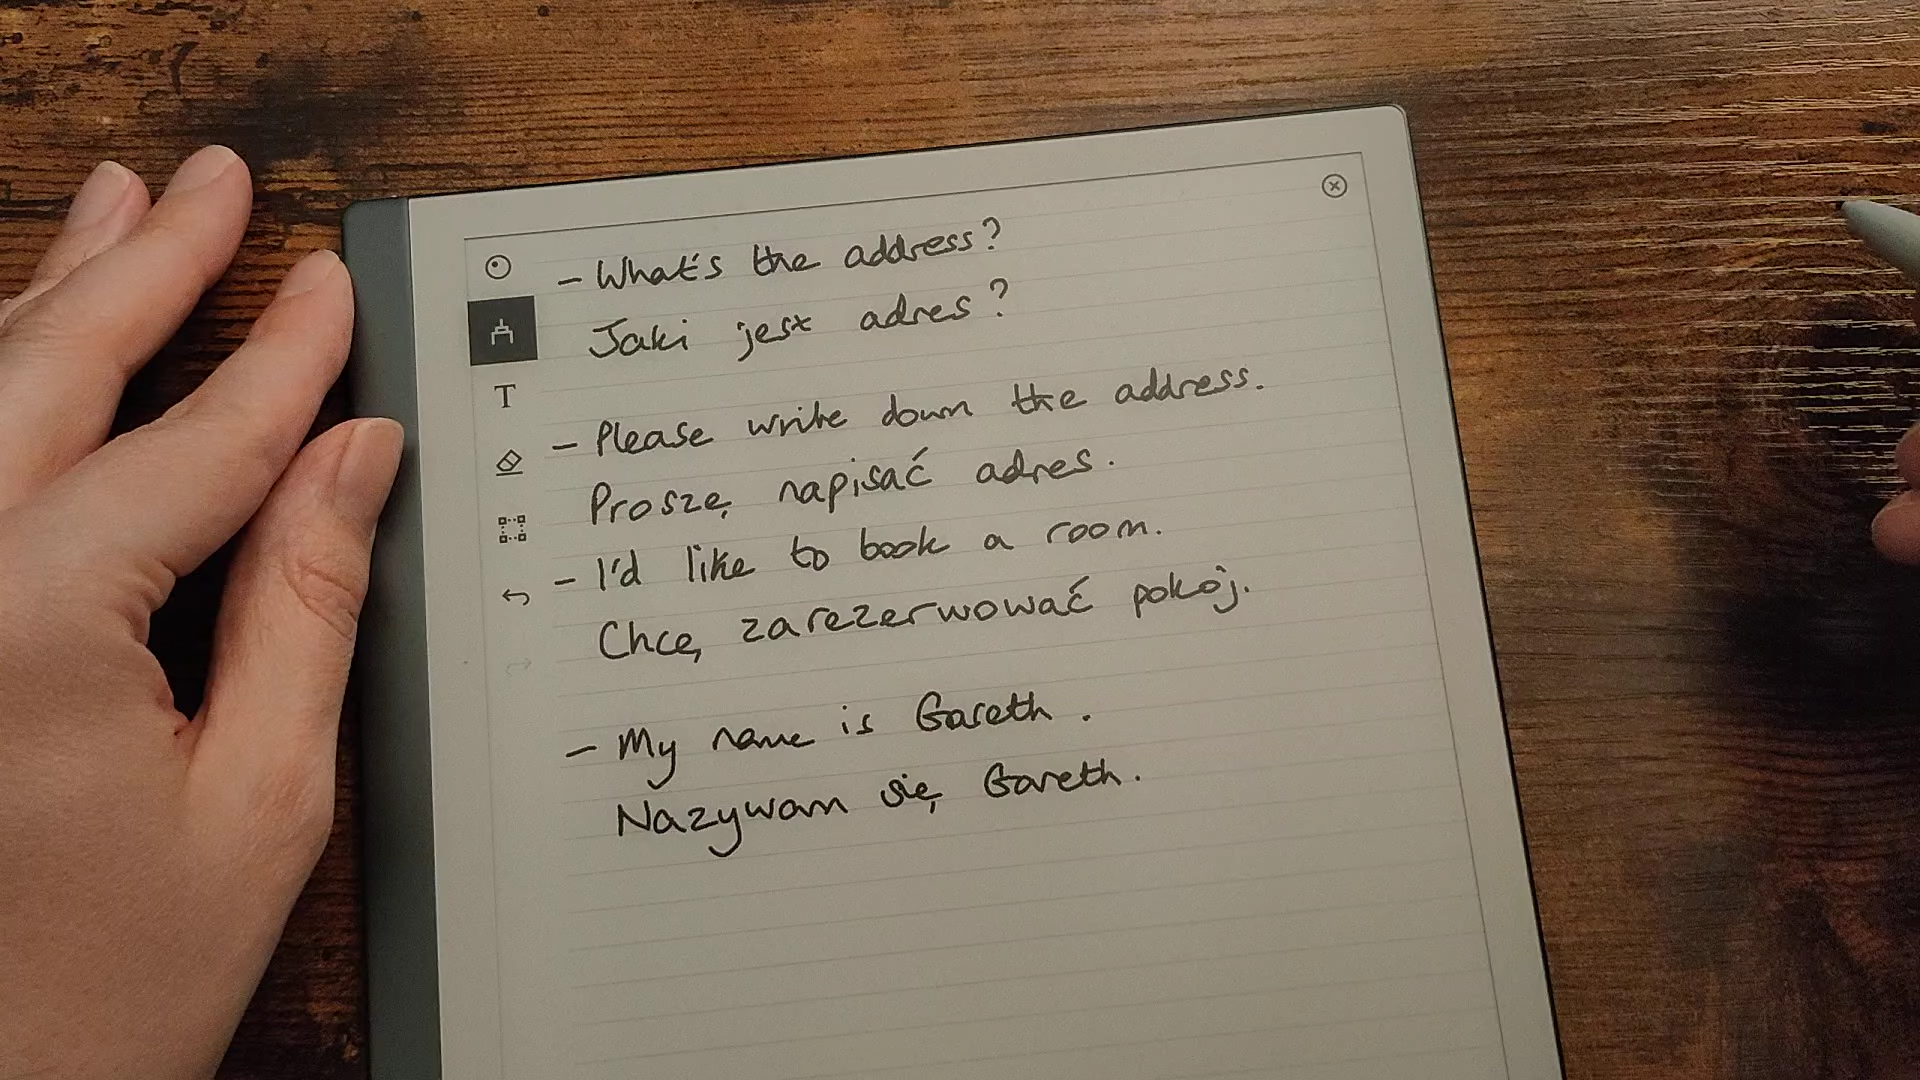 - What's the address?
Jaki jest adres?
- Please write down the address.
Proszę napisać adres.
- I'd like to book a room.
Chcę zarezerwować pokój.
- My name is Gareth.
Nazywam się Gareth.
T